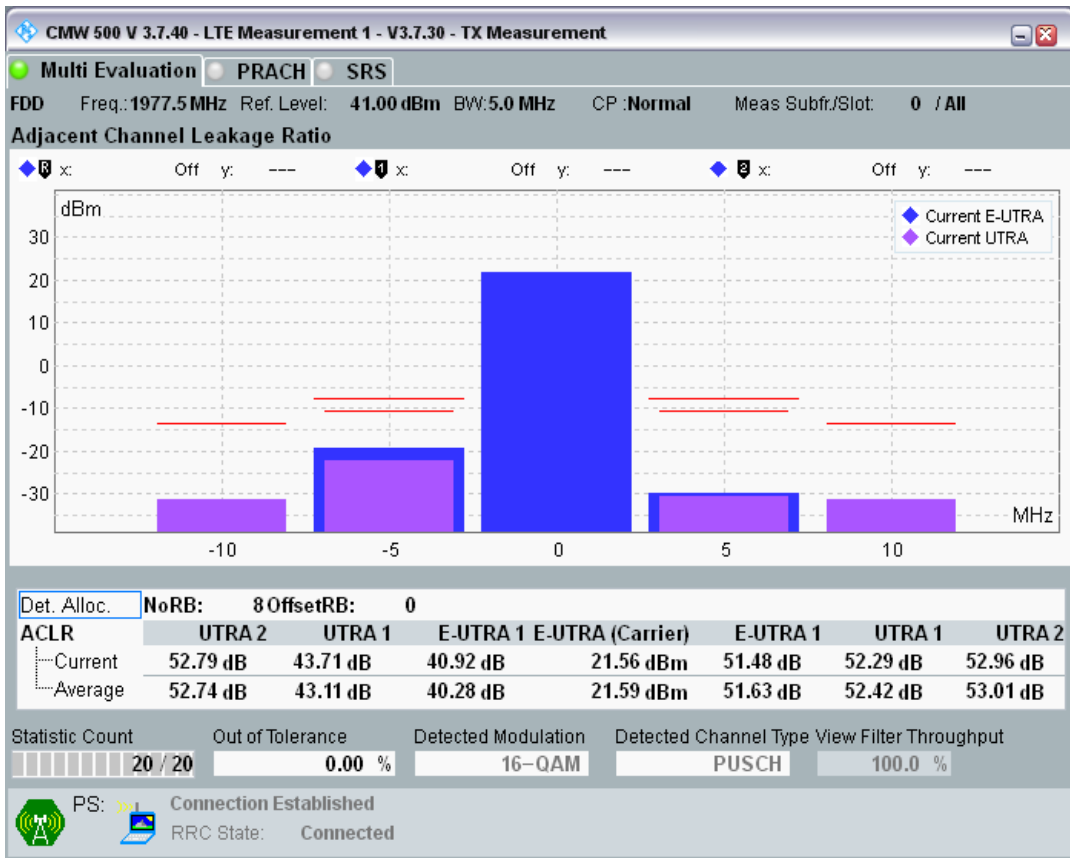 CMW 500 V 3.7.40 - LTE Measurement 1 - V3.7.30 - TX Measurement
Multi Evaluation PRACH SRS
FDD Freq.:1977.5 MHz Ref. Level: 41.00 dBm BW:5.0 MHz CP :Normal Meas Subfr./Slot: 0 / All
Adjacent Channel Leakage Ratio
R x: Off y: --- 1 x: Off y: --- 2 x: Off y: ---
dBm
Current E-UTRA
Current UTRA
30
20
10
0
-10
-20
-30
MHz
-10 -5 0 5 10
Det. Alloc. NoRB: 8 OffsetRB: 0
ACLR UTRA 2 UTRA 1 E-UTRA 1 E-UTRA (Carrier) E-UTRA 1 UTRA 1 UTRA 2
Current 52.79 dB 43.71 dB 40.92 dB 21.56 dBm 51.48 dB 52.29 dB 52.96 dB
Average 52.74 dB 43.11 dB 40.28 dB 21.59 dBm 51.63 dB 52.42 dB 53.01 dB
Statistic Count Out of Tolerance Detected Modulation Detected Channel Type View Filter Throughput
20 / 20 0.00 % 16-QAM PUSCH 100.0 %
PS: Connection Established
RRC State: Connected